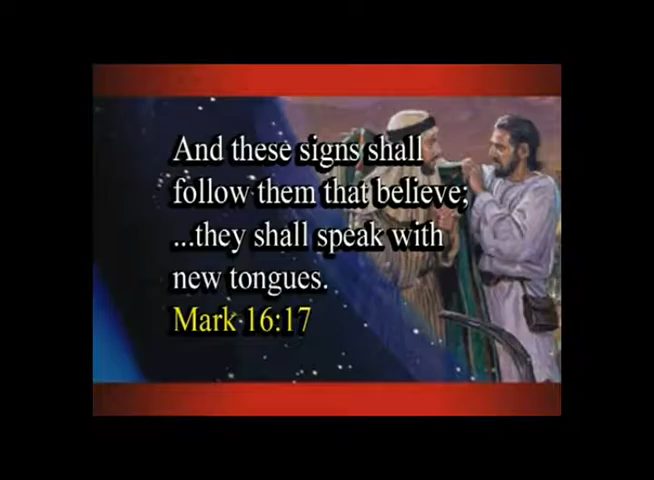 And these signs shall
follow them that believe;
...they shall speak with
new tongues.
Mark 16:17